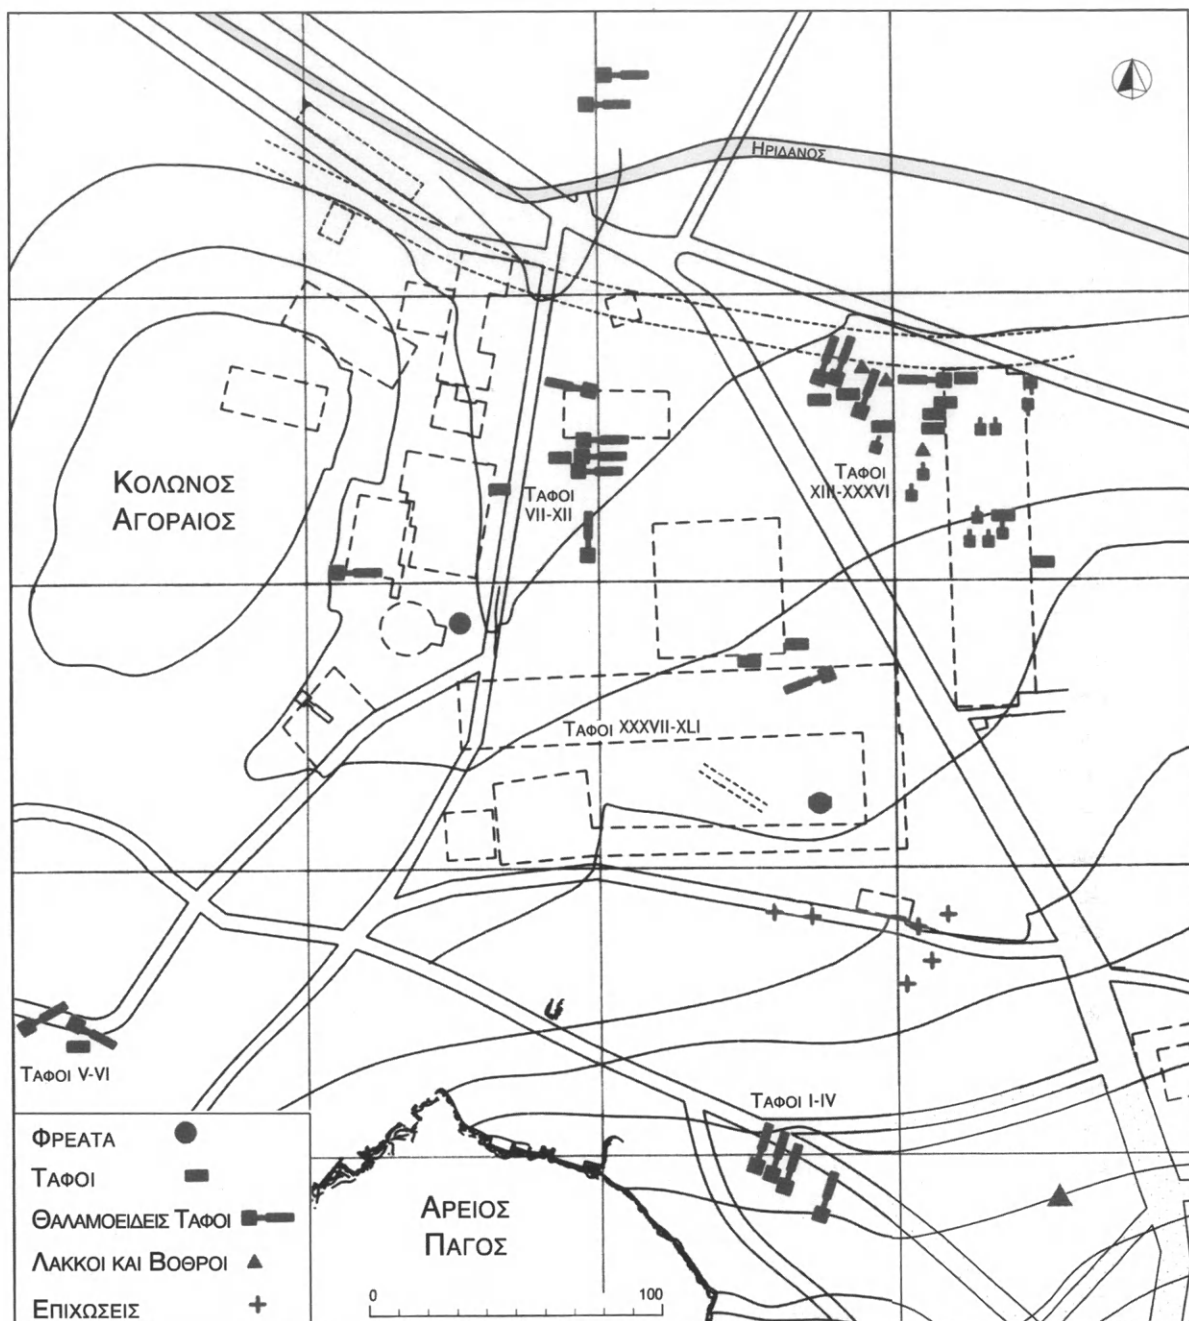 ΗΡΙΔΑΝΟΣ
ΚΟΛΩΝΟΣ
ΑΓΟΡΑΙΟΣ
ΤΑΦΟΙ
VII-XII
ΤΑΦΟΙ
XIII-XXXVI
ΤΑΦΟΙ XXXVII-XLI
ΤΑΦΟΙ V-VI
ΤΑΦΟΙ I-IV
ΦΡΕΑΤΑ
ΤΑΦΟΙ
ΘΑΛΑΜΟΕΙΔΕΙΣ ΤΑΦΟΙ
ΛΑΚΚΟΙ ΚΑΙ ΒΟΘΡΟΙ
ΕΠΙΧΩΣΕΙΣ
ΑΡΕΙΟΣ
ΠΑΓΟΣ
0 100